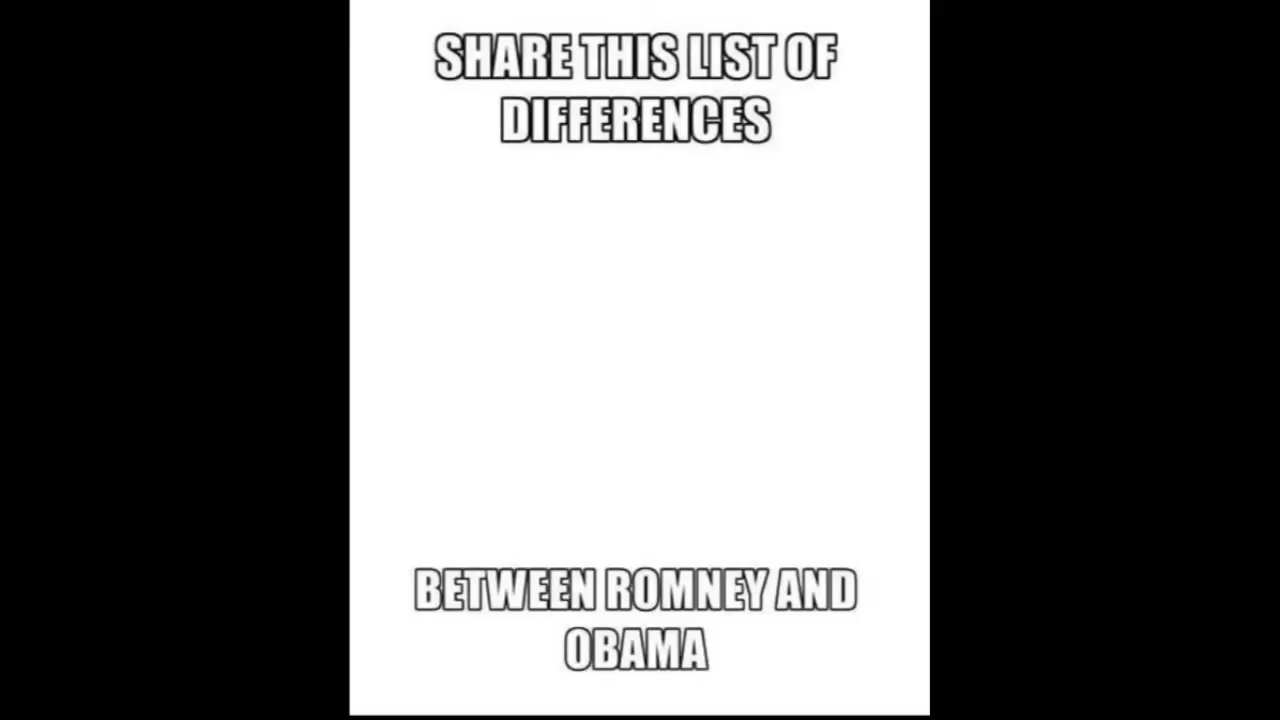 SHARE THIS LIST OF
DIFFERENCES
BETWEEN ROMNEY AND
OBAMA